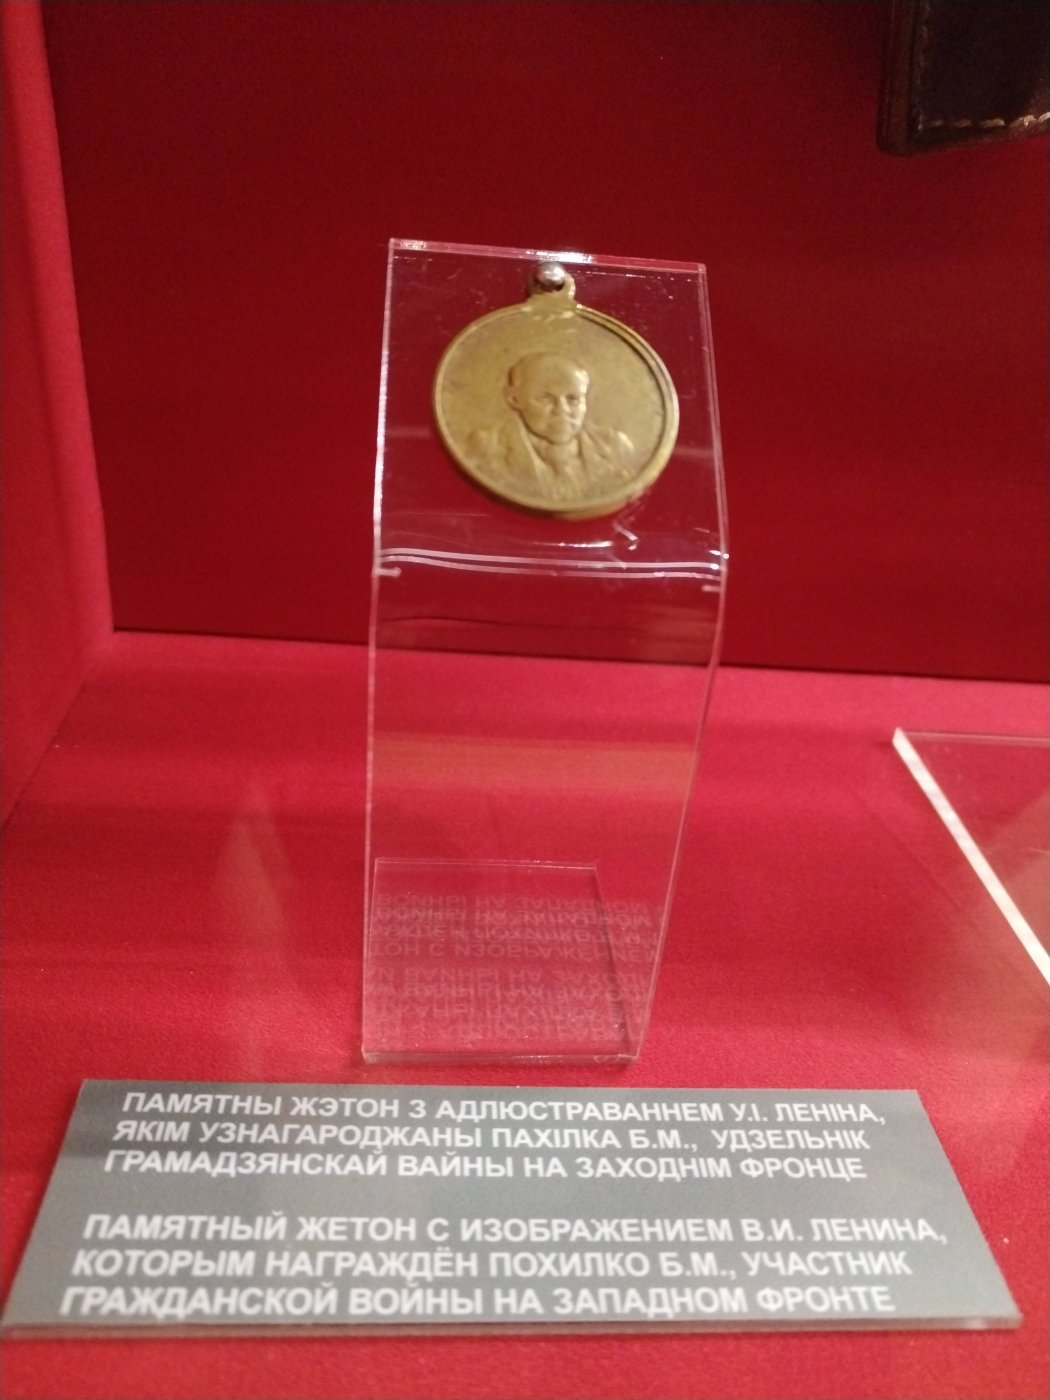 ПАМЯТНЫ ЖЭТОН З АДЛЮСТРАВАННЕМ У.І. ЛЕНІНА,
ЯКІМ УЗНАГАРОДЖАНЫ ПАХІЛКА Б.М., УДЗЕЛЬНІК
ГРАМАДЗЯНСКАЙ ВАЙНЫ НА ЗАХОДНІМ ФРОНЦЕ
ПАМЯТНЫЙ ЖЕТОН С ИЗОБРАЖЕНИЕМ В.И. ЛЕНИНА,
КОТОРЫМ НАГРАЖДЁН ПОХИЛКО Б.М., УЧАСТНИК
ГРАЖДАНСКОЙ ВОЙНЫ НА ЗАПАДНОМ ФРОНТЕ